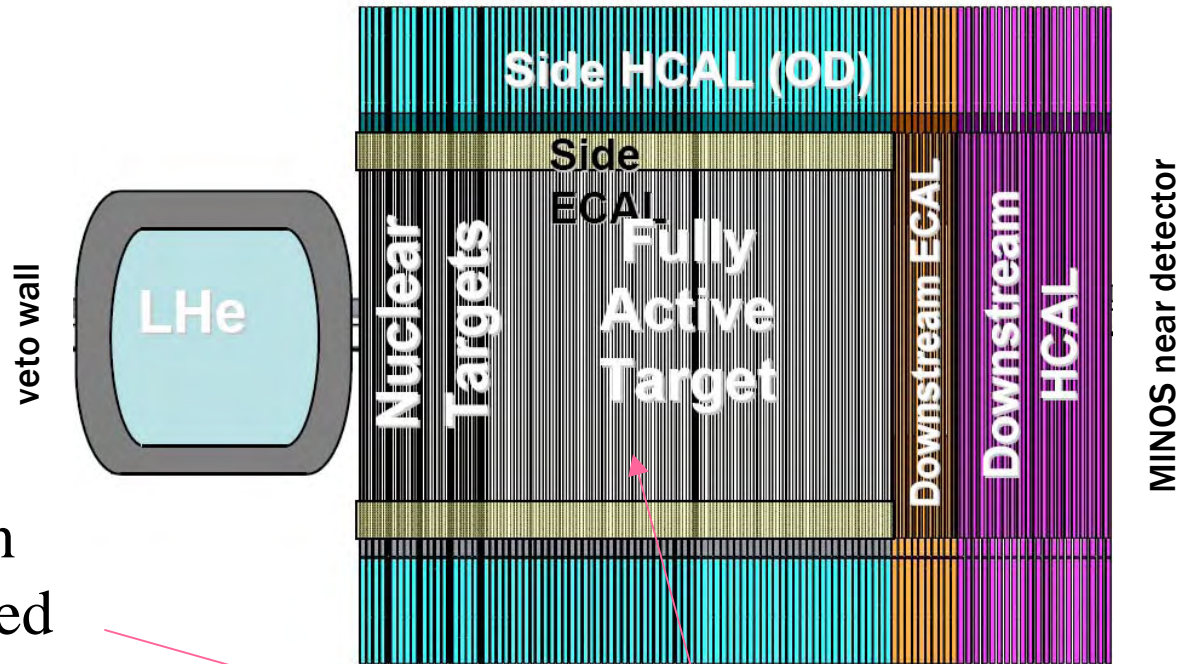 Side HCAL (OD)
Side
ECAL
Fully
Active
Target
Nuclear
Targets
LHe
veto wall
Downstream ECAL
Downstream
HCAL
MINOS near detector
n
ed